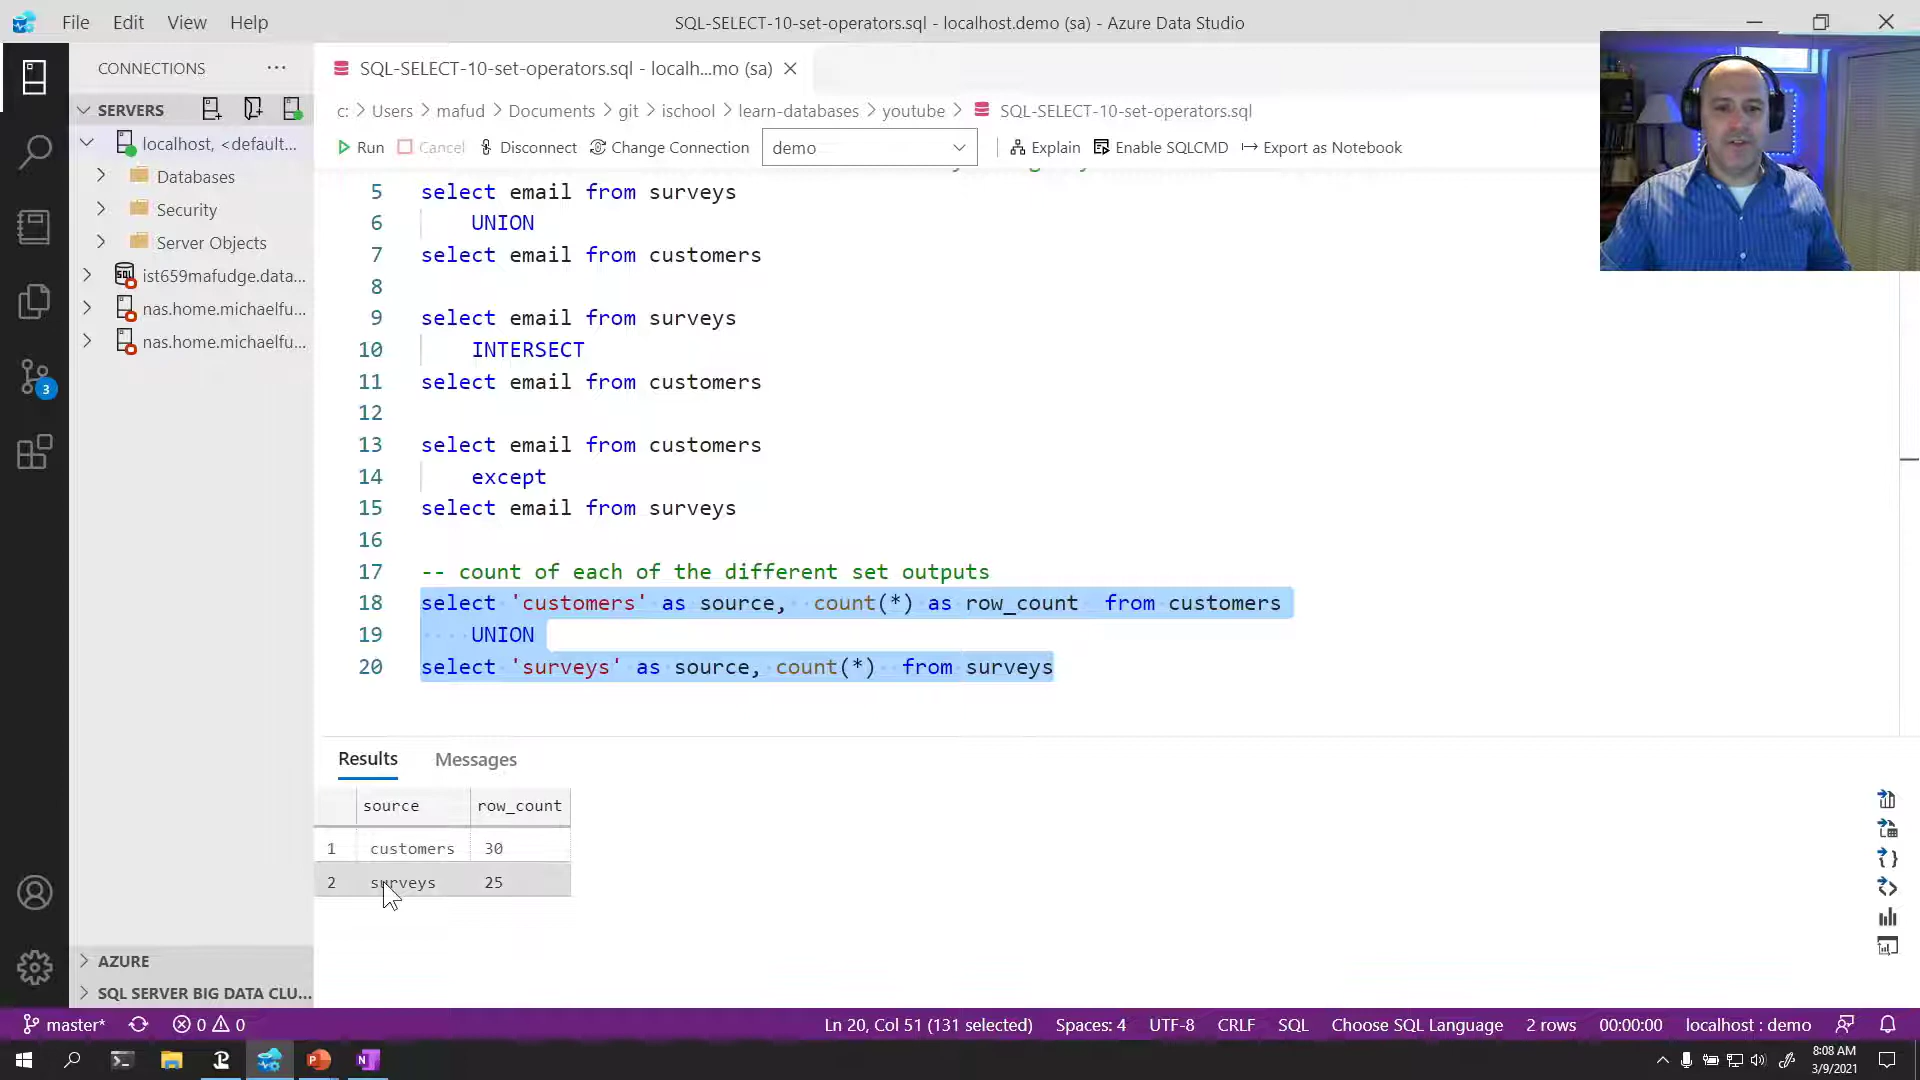 File Edit View Help
SQL-SELECT-10-set-operators.sql - localhost.demo (sa) - Azure Data Studio
CONNECTIONS
SERVERS
localhost, <default...
Databases
Security
Server Objects
ist659mafudge.data...
nas.home.michaelfu...
nas.home.michaelfu...
AZURE
SQL SERVER BIG DATA CLU...
3
SQL-SELECT-10-set-operators.sql - localh...mo (sa)
c: > Users > mafud > Documents > git > ischool > learn-databases > youtube > SQL-SELECT-10-set-operators.sql
Run Cancel Disconnect Change Connection demo Explain Enable SQLCMD Export as Notebook
5 select email from surveys
6 UNION
7 select email from customers
8
9 select email from surveys
10 INTERSECT
11 select email from customers
12
13 select email from customers
14 except
15 select email from surveys
16
17 -- count of each of the different set outputs
18 select 'customers' as source, count(*) as row_count from customers
19 UNION
20 select 'surveys' as source, count(*) from surveys
Results Messages
source row_count
1 customers 30
2 surveys 25
master* 0 0 Ln 20, Col 51 (131 selected) Spaces: 4 UTF-8 CRLF SQL Choose SQL Language 2 rows 00:00:00 localhost : demo
8:08 AM
3/9/2021